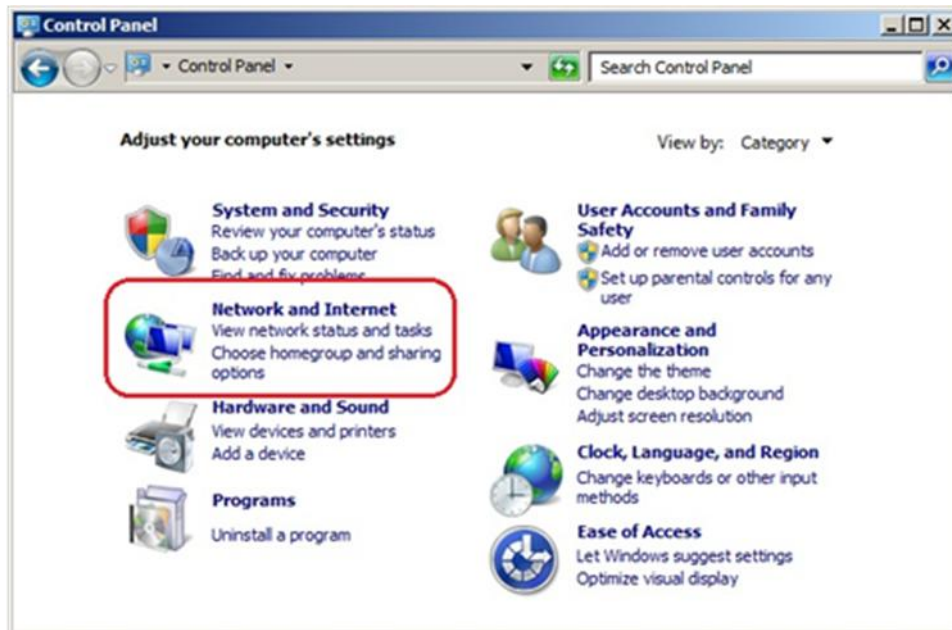 Control Panel
Control Panel
Search Control Panel
Adjust your computer's settings
View by: Category
System and Security
Review your computer's status
Back up your computer
Find and fix problems
Network and Internet
View network status and tasks
Choose homegroup and sharing
options
Hardware and Sound
View devices and printers
Add a device
Programs
Uninstall a program
User Accounts and Family
Safety
Add or remove user accounts
Set up parental controls for any
user
Appearance and
Personalization
Change the theme
Change desktop background
Adjust screen resolution
Clock, Language, and Region
Change keyboards or other input
methods
Ease of Access
Let Windows suggest settings
Optimize visual display